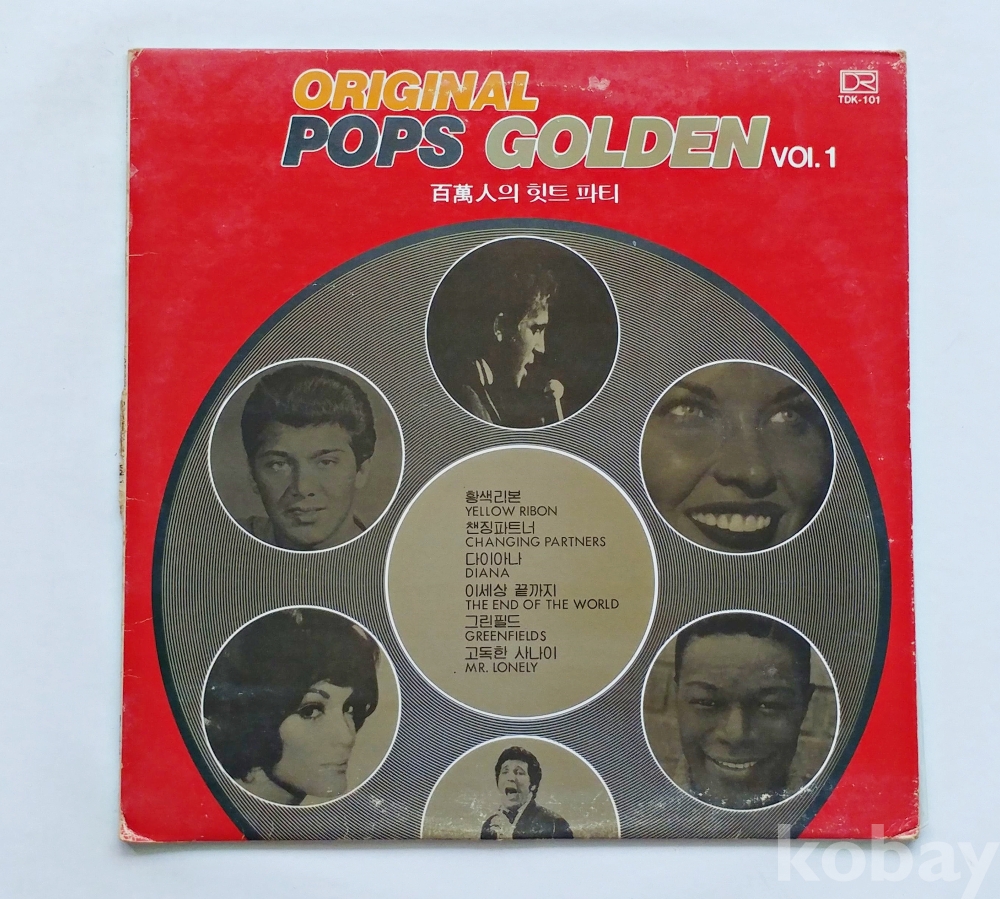 ORIGINAL
POPS GOLDEN VOl.1
百萬人의 힛트 파티
DR
TDK-101
황색리본
YELLOW RIBON
챈징파트너
CHANGING PARTNERS
다이아나
DIANA
이세상 끝까지
THE END OF THE WORLD
그린필드
GREENFIELDS
고독한 사나이
MR. LONELY
kobay